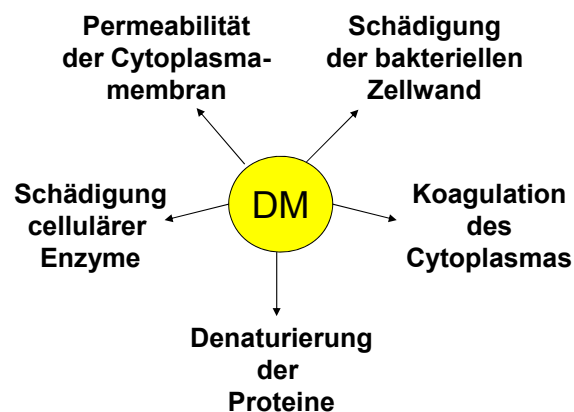 Permeabilität
der Cytoplasma-
membran
Schädigung
der bakteriellen
Zellwand
Schädigung
cellulärer
Enzyme
DM
Koagulation
des
Cytoplasmas
Denaturierung
der
Proteine